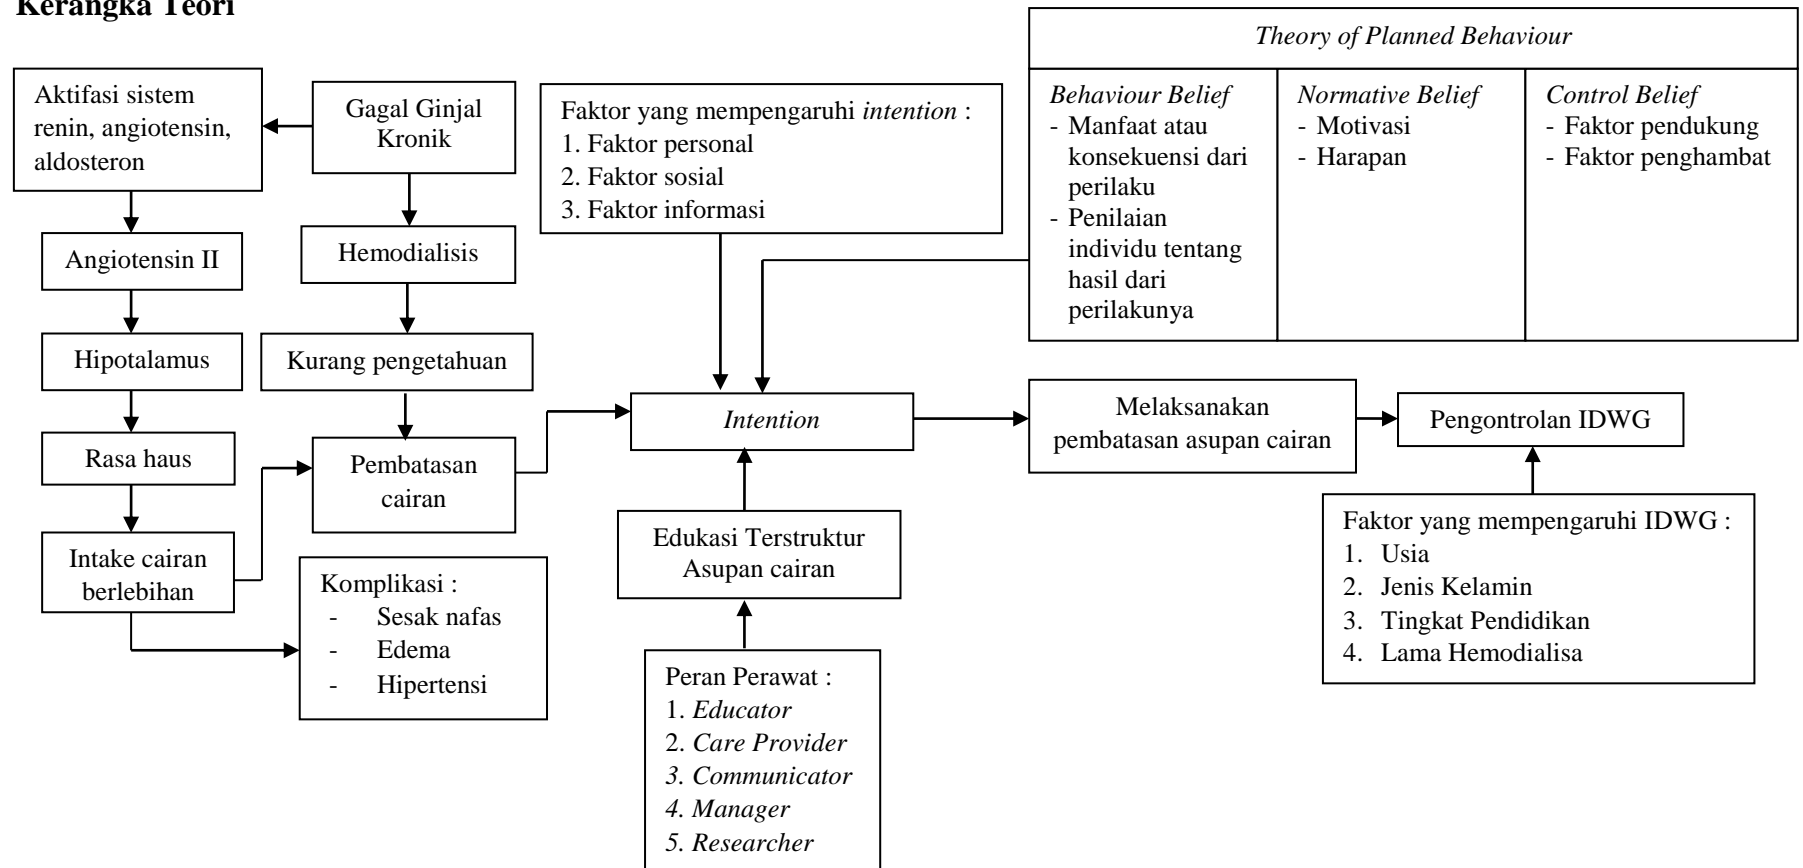 Kerangka Teori
Theory of Planned Behaviour
Behaviour Belief
- Manfaat atau
konsekuensi dari
perilaku
- Penilaian
individu tentang
hasil dari
perilakunya
Normative Belief
- Motivasi
- Harapan
Control Belief
- Faktor pendukung
- Faktor penghambat
Aktifasi sistem
renin, angiotensin,
aldosteron
Gagal Ginjal
Kronik
Faktor yang mempengaruhi intention :
1. Faktor personal
2. Faktor sosial
3. Faktor informasi
Angiotensin II
Hemodialisis
Hipotalamus
Kurang pengetahuan
Rasa haus
Pembatasan
cairan
Intention
Melaksanakan
pembatasan asupan cairan
Pengontrolan IDWG
Intake cairan
berlebihan
Komplikasi :
- Sesak nafas
- Edema
- Hipertensi
Edukasi Terstruktur
Asupan cairan
Faktor yang mempengaruhi IDWG :
1. Usia
2. Jenis Kelamin
3. Tingkat Pendidikan
4. Lama Hemodialisa
Peran Perawat :
1. Educator
2. Care Provider
3. Communicator
4. Manager
5. Researcher